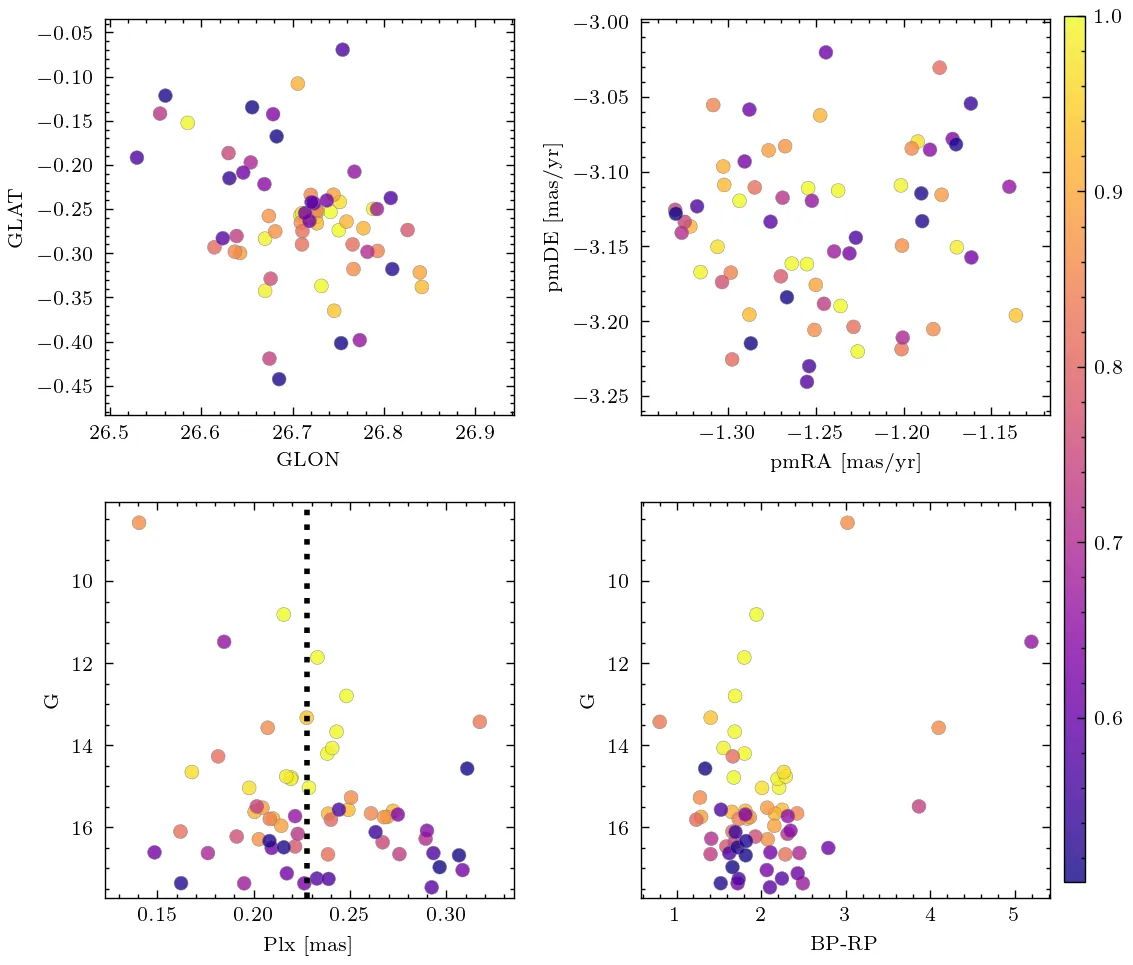 −0.05
−0.10
−0.15
−0.20
−0.25
−0.30
−0.35
−0.40
−0.45
GLAT
26.5 26.6 26.7 26.8 26.9
GLON
−3.00
−3.05
−3.10
−3.15
−3.20
−3.25
pmDE [mas/yr]
−1.30 −1.25 −1.20 −1.15
pmRA [mas/yr]
1.0
0.9
0.8
0.7
0.6
10
12
14
16
G
0.15 0.20 0.25 0.30
Plx [mas]
10
12
14
16
G
1 2 3 4 5
BP-RP